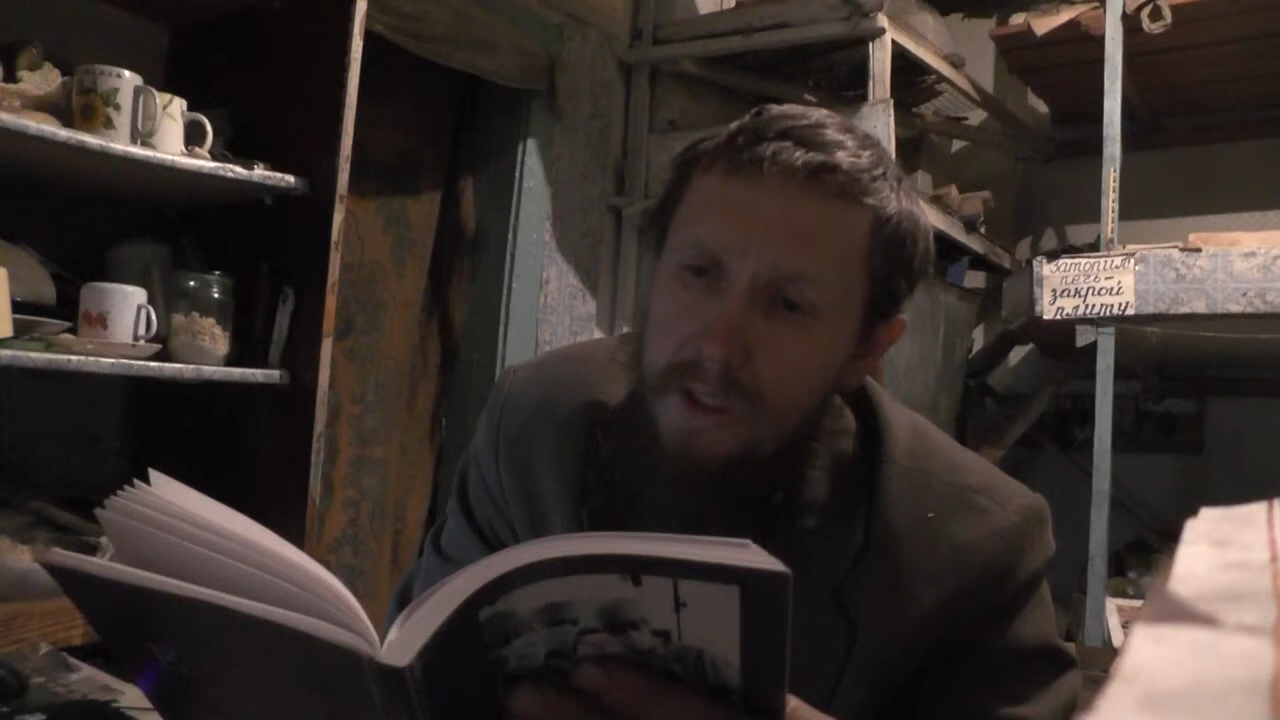 Затопил
печь-
закрой
плиту